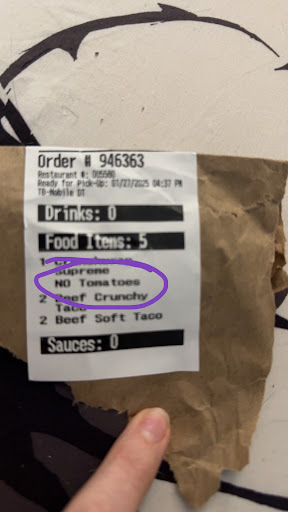 Order # 946363
Restaurant #: 005580
Ready for Pick-Up: 01/27/2025 04:37 PM
TB-Mobile DT
Drinks: 0
Food Items: 5
1
Supreme
NO Tomatoes
2 Beef Crunchy
Taco
2 Beef Soft Taco
Sauces: 0